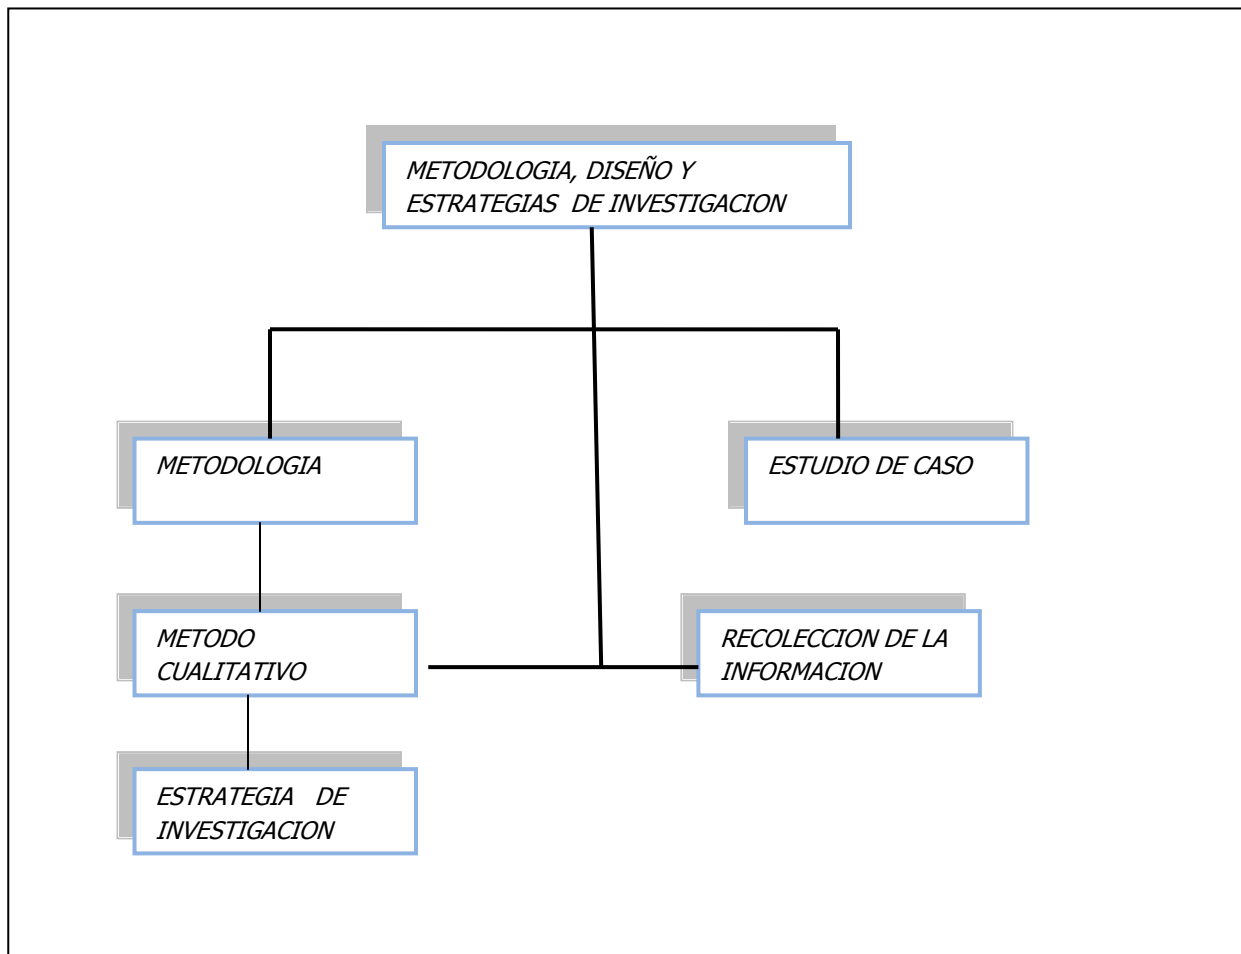 METODOLOGIA, DISEÑO Y
ESTRATEGIAS DE INVESTIGACION
METODOLOGIA
ESTUDIO DE CASO
METODO
CUALITATIVO
RECOLECCION DE LA
INFORMACION
ESTRATEGIA DE
INVESTIGACION